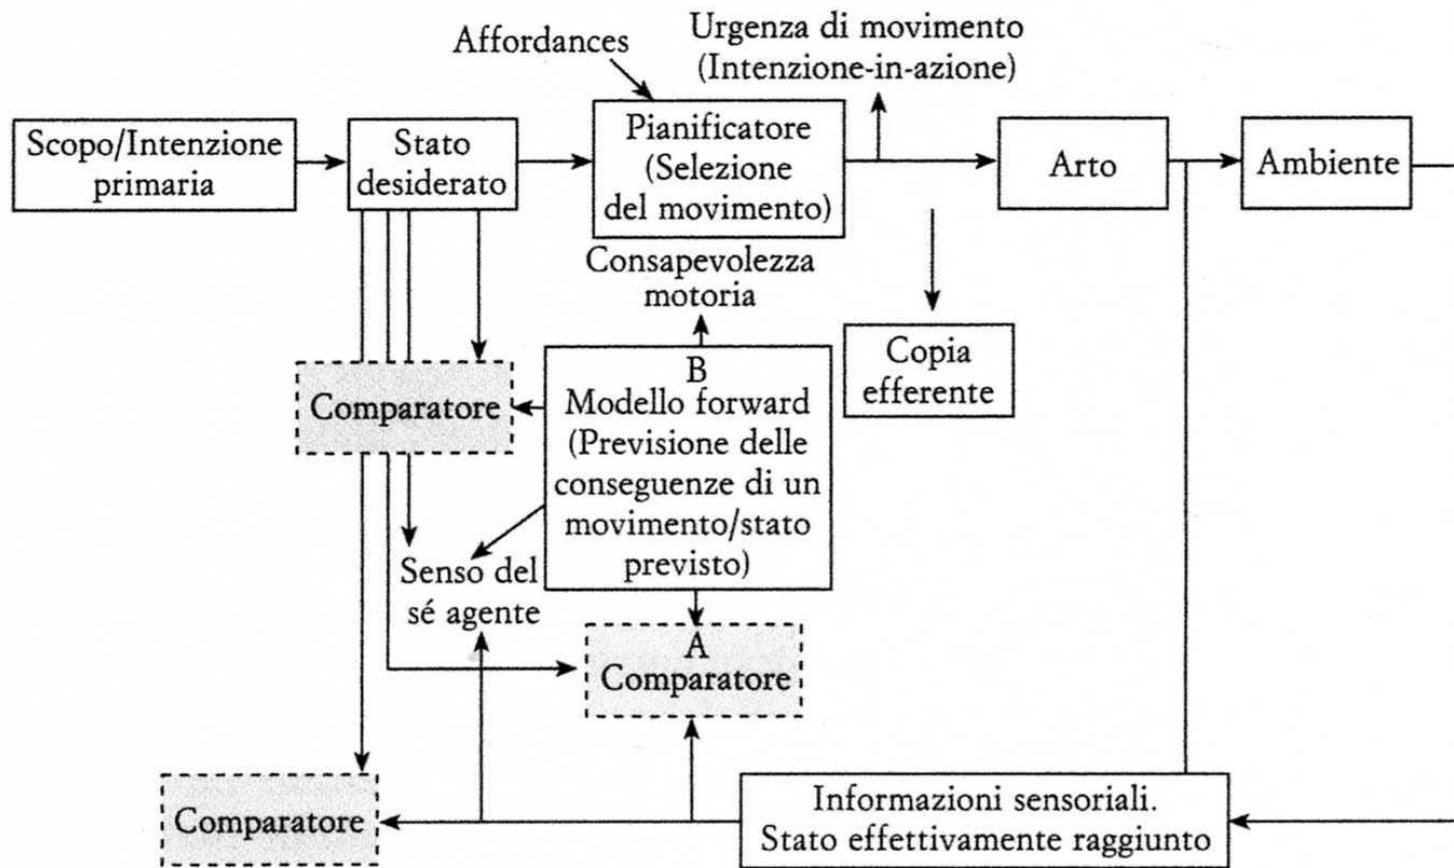 Affordances
Urgenza di movimento
(Intenzione-in-azione)
Scopo/Intenzione
primaria
Stato
desiderato
Pianificatore
(Selezione
del movimento)
Arto
Ambiente
Consapevolezza
motoria
Copia
efferente
Comparatore
B
Modello forward
(Previsione delle
conseguenze di un
movimento/stato
previsto)
Senso del
sé agente
A
Comparatore
Comparatore
Informazioni sensoriali.
Stato effettivamente raggiunto